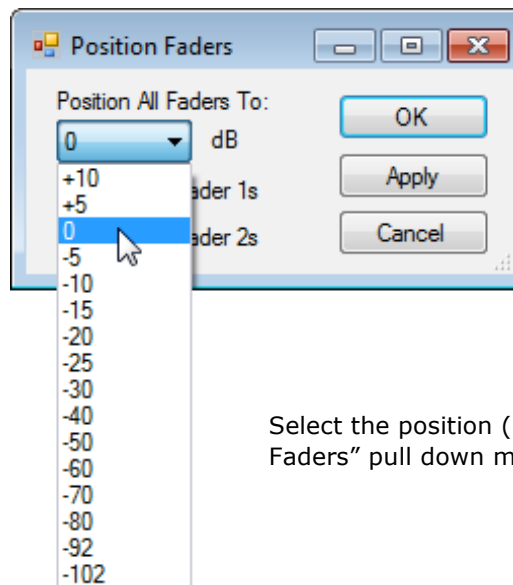 Position Faders
Position All Faders To:
0 dB
OK
Apply
Cancel
+10
+5
0
-5
-10
-15
-20
-25
-30
-40
-50
-60
-70
-80
-92
-102
ader 1s
ader 2s
Select the position (
Faders” pull down m